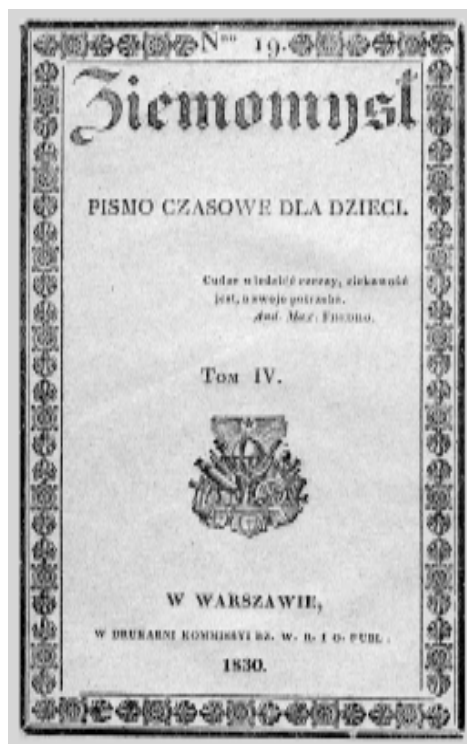 Nro 19.
Ziemomysł
PISMO CZASOWE DLA DZIECI.
Cudze wiedzieć rzeczy, ciekawość
jest, a swoje potrzeba.
And. Max. FREDRO.
TOM IV.
W WARSZAWIE,
W DRUKARNI KOMMISSYI RZ. W. R. I O. PUBL.
1830.